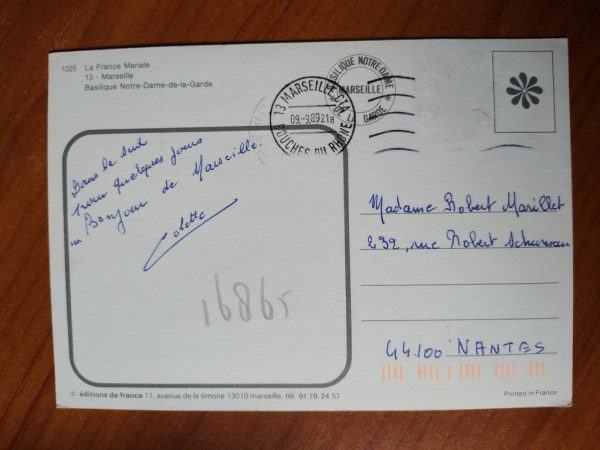 1025 La France Mariale
13 - Marseille
Basilique Notre-Dame-de-la-Garde
13 MARSEILLE
09.-9.89 21H
BOUCHES DU RHONE
BASILIQUE NOTRE-DAME
MARSEILLE
LA GARDE
Dans le sud
pour quelques jours
un Bonjour de Marseille.
Colette
16865
Madame Robert Marillet
232, rue Robert Schuman
44100 NANTES
© éditions de france 11, avenue de la timone 13010 marseille, tél. 91.79.24.57
Printed in France